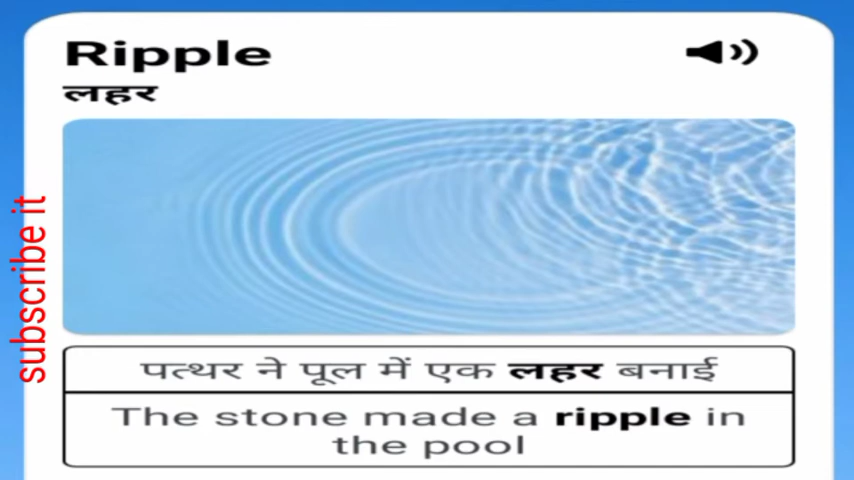 Ripple
लहर
subscribe it
पत्थर ने पूल में एक लहर बनाई
The stone made a ripple in
the pool